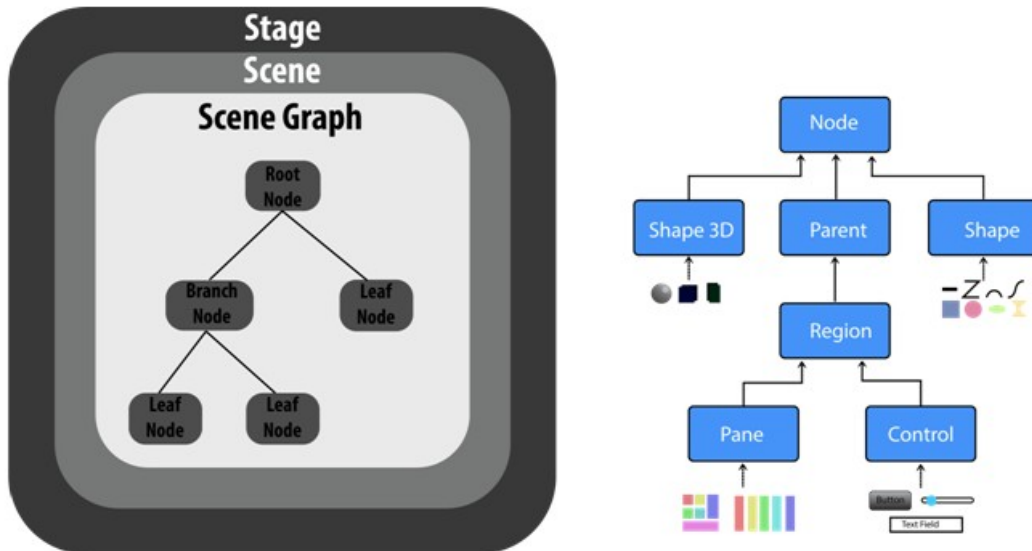 Stage
Scene
Scene Graph
Root
Node
Branch
Node
Leaf
Node
Leaf
Node
Leaf
Node
Node
Shape 3D
Parent
Shape
Region
Pane
Control
Button
Text Field